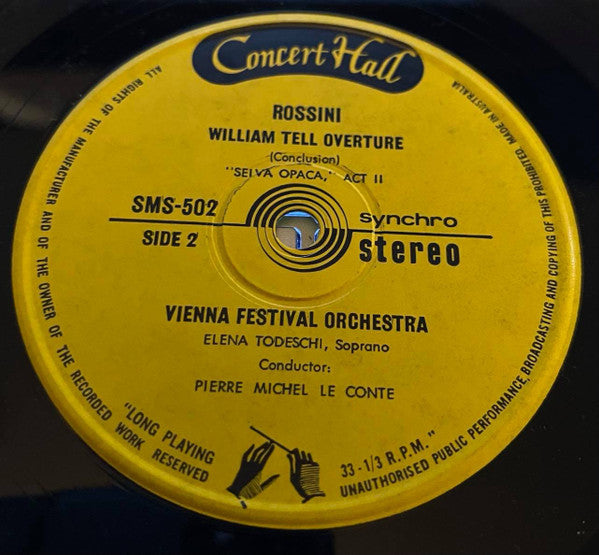 Concert Hall
ROSSINI
WILLIAM TELL OVERTURE
(Conclusion)
"SELVA OPACA,' ACT II
SMS-502
SIDE 2
synchro
stereo
VIENNA FESTIVAL ORCHESTRA
ELENA TODESCHI, Soprano
Conductor:
PIERRE MICHEL LE CONTE
"LONG PLAYING
33-1/3 R.P.M."
ALL RIGHTS OF THE MANUFACTURER AND OF THE OWNER OF THE RECORDED WORK RESERVED
UNAUTHORISED PUBLIC PERFORMANCE, BROADCASTING AND COPYING OF THIS PROHIBITED. MADE IN AUSTRALIA